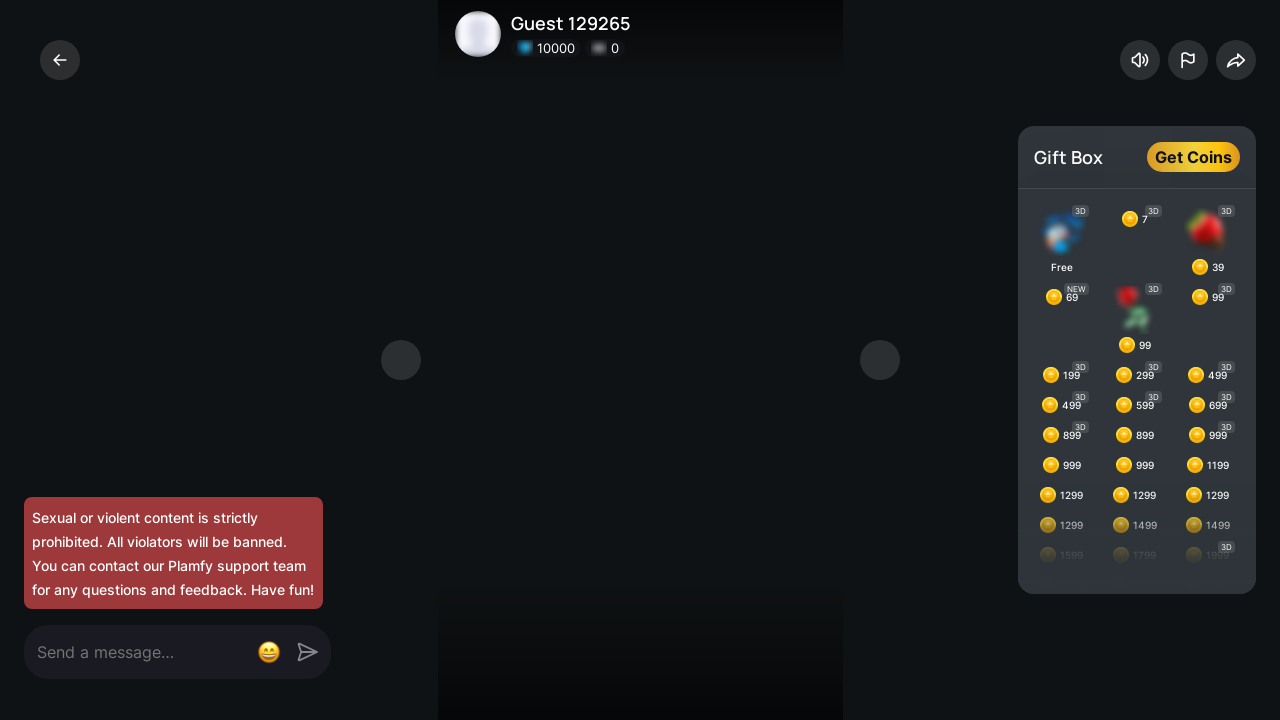 Guest 129265
10000 0
Gift Box Get Coins
3D 3D 3D
7
Free 39
NEW 3D 3D
69 99
99
3D 3D 3D
199 299 499
3D 3D 3D
499 599 699
3D 3D
899 899 999
999 999 1199
1299 1299 1299
1299 1499 1499
3D
1599 1799 1999
Sexual or violent content is strictly
prohibited. All violators will be banned.
You can contact our Plamfy support team
for any questions and feedback. Have fun!
Send a message...